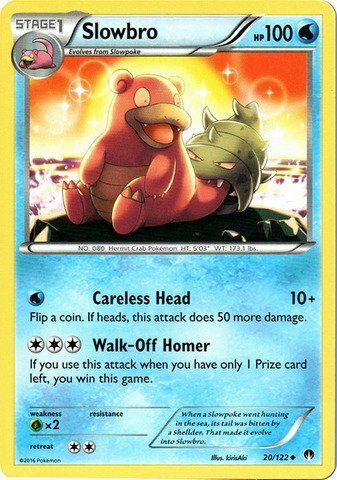 STAGE1
Slowbro
HP100
Evolves from Slowpoke
NO. 080. Hermit Crab Pokémon. HT: 5'03" WT: 173.1 lbs.
Careless Head 10+
Flip a coin. If heads, this attack does 50 more damage.
Walk-Off Homer
If you use this attack when you have only 1 Prize card
left, you win this game.
weakness resistance
×2
retreat
When a Slowpoke went hunting
in the sea, its tail was bitten by
a Shellder. That made it evolve
into Slowbro.
Illus. kirisAki
20/122
©2016 Pokémon